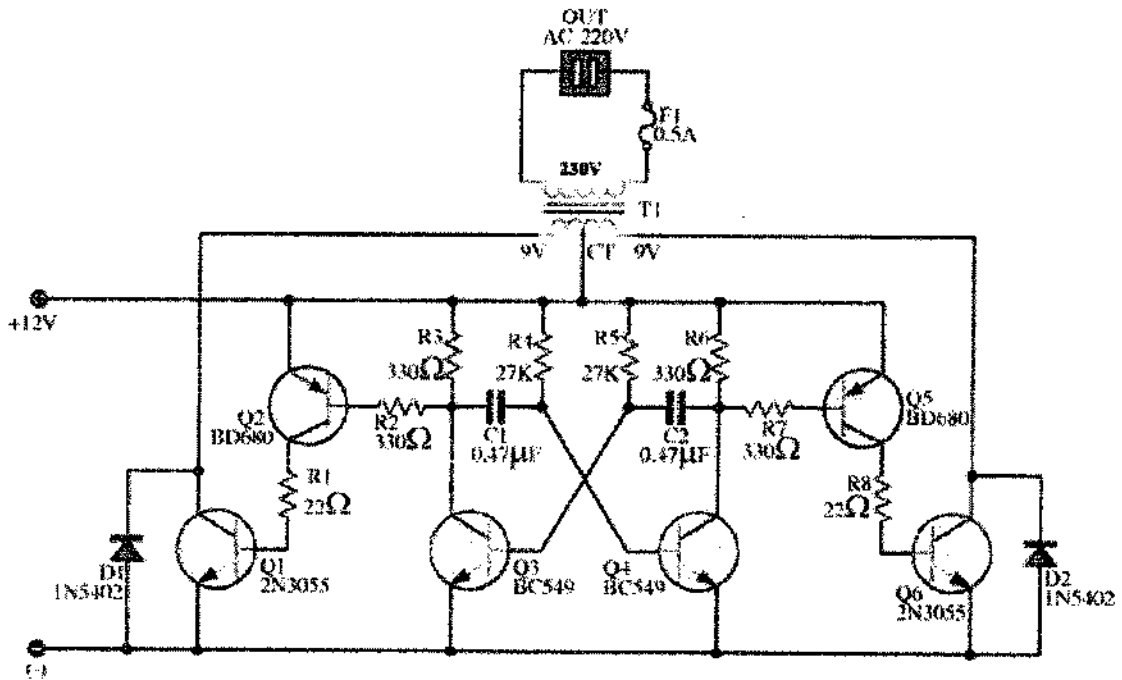 OUT
AC 220V
F1
0.5A
230V
T1
9V CT 9V
+12V
R3
330Ω
R4
27K
R5
27K
R6
330Ω
Q2
BD680
R2
330Ω
C1
0.47µF
C2
0.47µF
R7
330Ω
Q5
BD680
R1
22Ω
R8
22Ω
D1
1N5402
Q1
2N3055
Q3
BC549
Q4
BC549
Q6
2N3055
D2
1N5402
(-)